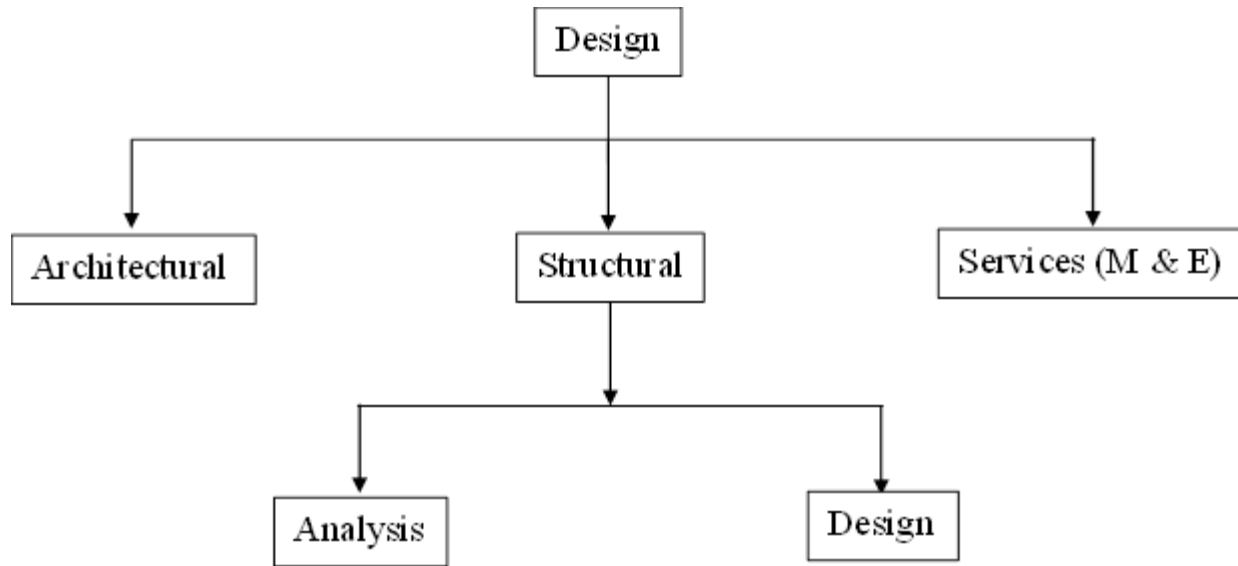 Design
Architectural
Structural
Services (M & E)
Analysis
Design